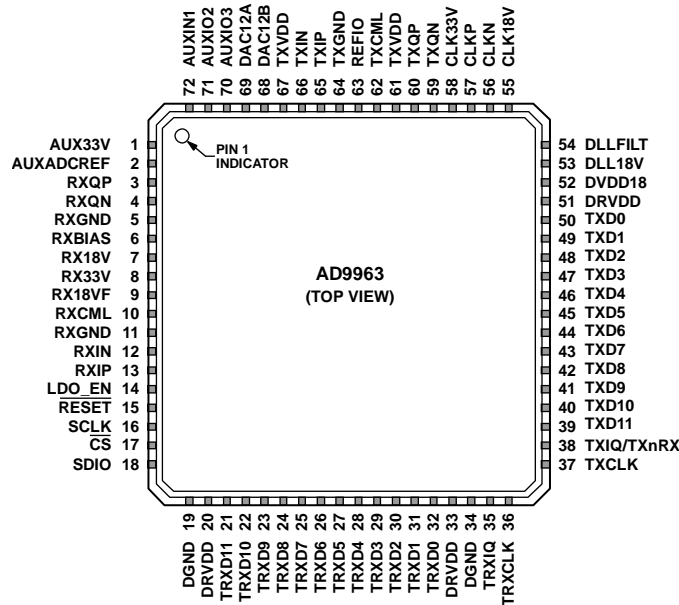 72 AUXIN1
71 AUXIO2
70 AUXIO3
69 DAC12A
68 DAC12B
67 TXVDD
66 TXIN
65 TXIP
64 TXGND
63 REFIO
62 TXCML
61 TXVDD
60 TXQP
59 TXQN
58 CLK33V
57 CLKP
56 CLKN
55 CLK18V
AUX33V 1
AUXADCREF 2
RXQP 3
RXQN 4
RXGND 5
RXBIAS 6
RX18V 7
RX33V 8
RX18VF 9
RXCML 10
RXGND 11
RXIN 12
RXIP 13
LDO_EN 14
RESET 15
SCLK 16
CS 17
SDIO 18
PIN 1
INDICATOR
AD9963
(TOP VIEW)
54 DLLFILT
53 DLL18V
52 DVDD18
51 DRVDD
50 TXD0
49 TXD1
48 TXD2
47 TXD3
46 TXD4
45 TXD5
44 TXD6
43 TXD7
42 TXD8
41 TXD9
40 TXD10
39 TXD11
38 TXIQ/TXnRX
37 TXCLK
DGND 19
DRVDD 20
TRXD11 21
TRXD10 22
TRXD9 23
TRXD8 24
TRXD7 25
TRXD6 26
TRXD5 27
TRXD4 28
TRXD3 29
TRXD2 30
TRXD1 31
TRXD0 32
DRVDD 33
DGND 34
TRXIQ 35
TRXCLK 36